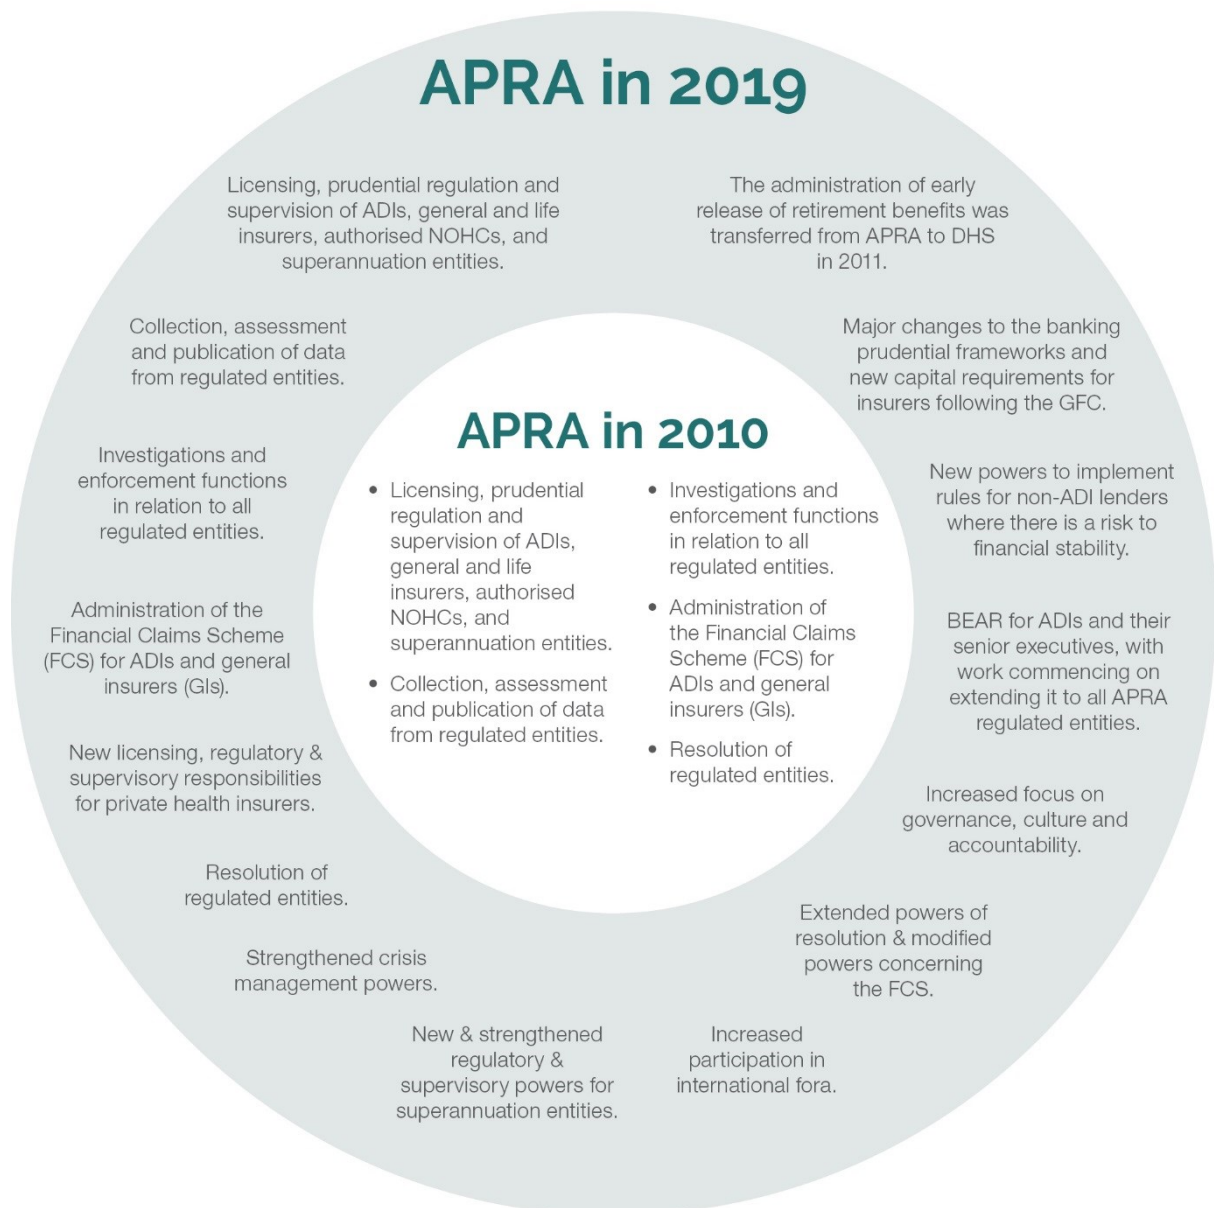 APRA in 2019
Licensing, prudential regulation and
supervision of ADIs, general and life
insurers, authorised NOHCs, and
superannuation entities.
The administration of early
release of retirement benefits was
transferred from APRA to DHS
in 2011.
Collection, assessment
and publication of data
from regulated entities.
Major changes to the banking
prudential frameworks and
new capital requirements for
insurers following the GFC.
Investigations and
enforcement functions
in relation to all
regulated entities.
New powers to implement
rules for non-ADI lenders
where there is a risk to
financial stability.
Administration of the
Financial Claims Scheme
(FCS) for ADIs and general
insurers (GIs).
BEAR for ADIs and their
senior executives, with
work commencing on
extending it to all APRA
regulated entities.
New licensing, regulatory &
supervisory responsibilities
for private health insurers.
Increased focus on
governance, culture and
accountability.
Resolution of
regulated entities.
Extended powers of
resolution & modified
powers concerning
the FCS.
Strengthened crisis
management powers.
New & strengthened
regulatory &
supervisory powers for
superannuation entities.
Increased
participation in
international fora.
APRA in 2010
• Licensing, prudential
regulation and
supervision of ADIs,
general and life
insurers, authorised
NOHCs, and
superannuation entities.
• Collection, assessment
and publication of data
from regulated entities.
• Investigations and
enforcement functions
in relation to all
regulated entities.
• Administration of
the Financial Claims
Scheme (FCS) for
ADIs and general
insurers (GIs).
• Resolution of
regulated entities.